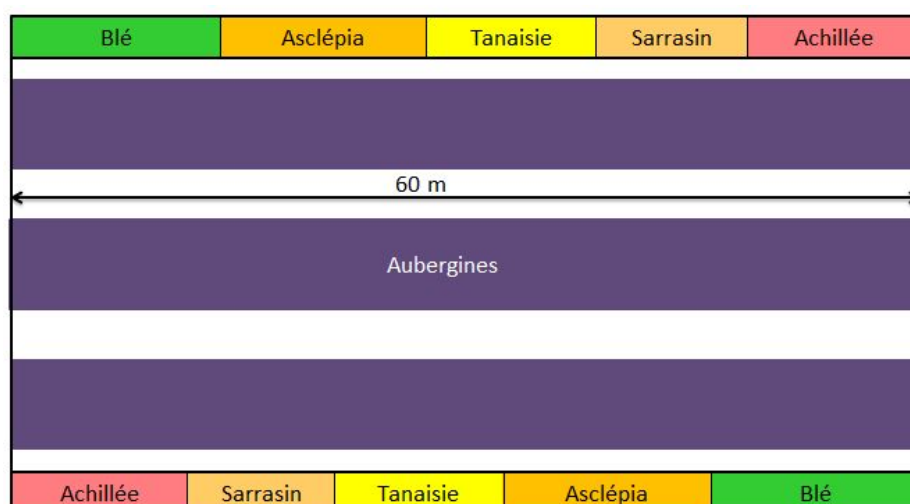 Blé Asclépia Tanaisie Sarrasin Achillée
60 m
Aubergines
Achillée Sarrasin Tanaisie Asclépia Blé